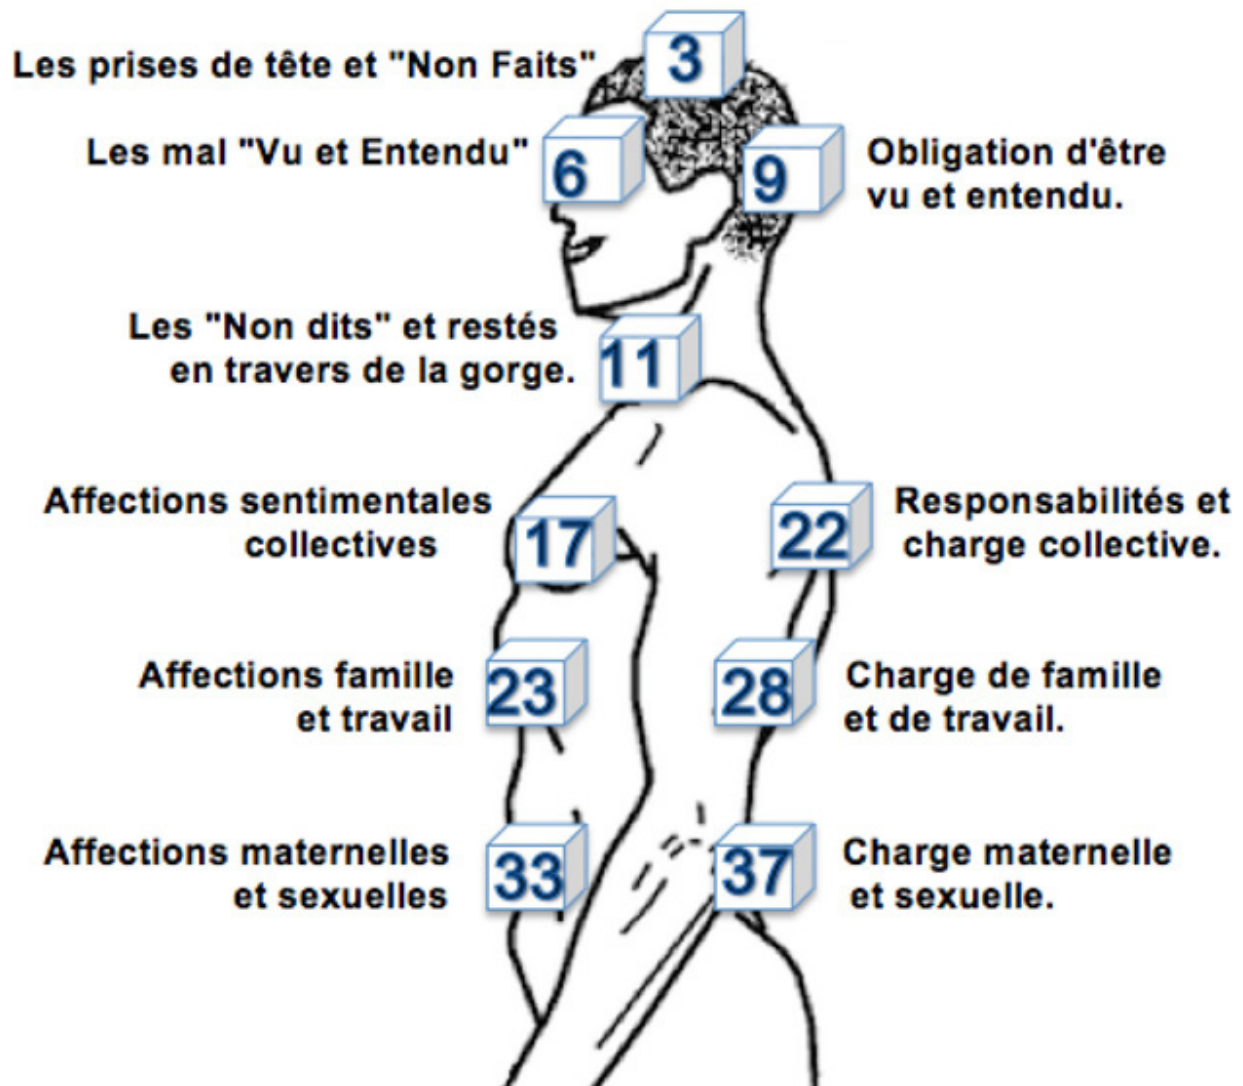 Les prises de tête et "Non Faits"
3
Les mal "Vu et Entendu"
6
9
Obligation d'être
vu et entendu.
Les "Non dits" et restés
en travers de la gorge.
11
Affections sentimentales
collectives
17
22
Responsabilités et
charge collective.
Affections famille
et travail
23
28
Charge de famille
et de travail.
Affections maternelles
et sexuelles
33
37
Charge maternelle
et sexuelle.